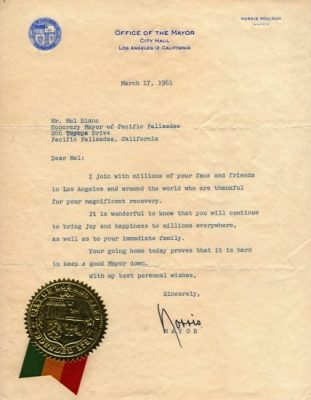 OFFICE OF THE MAYOR
CITY HALL
LOS ANGELES 12, CALIFORNIA
NORRIS POULSON
MAYOR
March 17, 1961
Mr. Mel Blanc
Honorary Mayor of Pacific Palisades
266 Toyopa Drive
Pacific Palisades, California
Dear Mel:
I join with millions of your fans and friends
in Los Angeles and around the world who are thankful
for your magnificent recovery.
It is wonderful to know that you will continue
to bring joy and happiness to millions everywhere,
as well as to your immediate family.
Your going home today proves that it is hard
to keep a good Mayor down.
With my best personal wishes,
Sincerely,
Norris
MAYOR